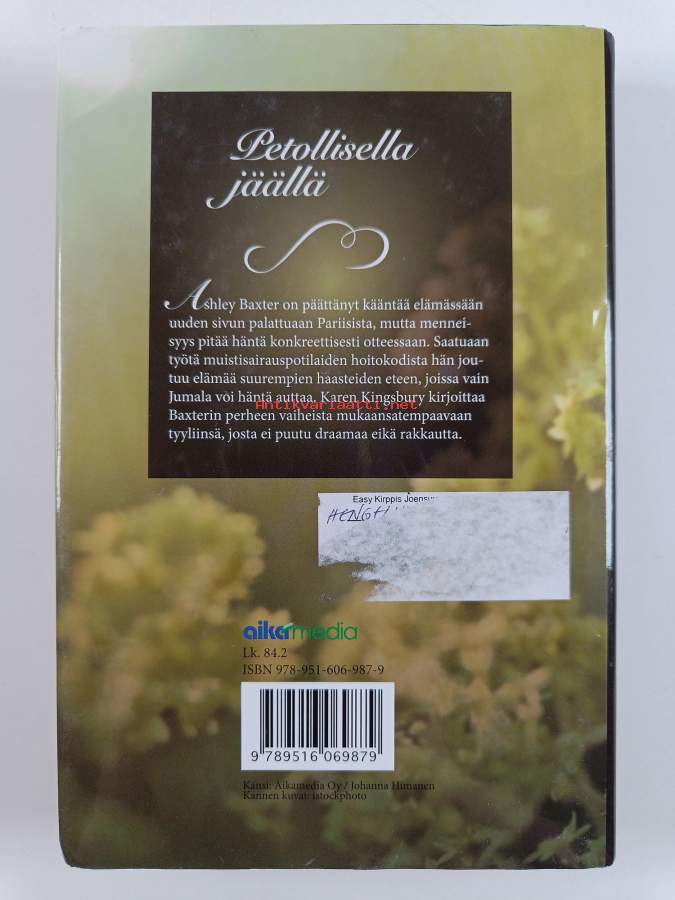 Petollisella
jäällä
Ashley Baxter on päättänyt kääntää elämässään
uuden sivun palattuaan Pariisista, mutta mennei-
syys pitää häntä konkreettisesti otteessaan. Saatuaan
työtä muistisairauspotilaiden hoitokodista hän jou-
tuu elämää suurempien haasteiden eteen, joissa vain
Jumala voi häntä auttaa. Karen Kingsbury kirjoittaa
Antikvariaatti.net
Baxterin perheen vaiheista mukaansatempaavaan
tyyliinsä, josta ei puutu draamaa eikä rakkautta.
Easy Kirppis Joensuu
aikamedia
Lk. 84.2
ISBN 978-951-606-987-9
9 789516 069879
Kansi: Aikamedia Oy / Johanna Himanen
Kannen kuvat: istockphoto